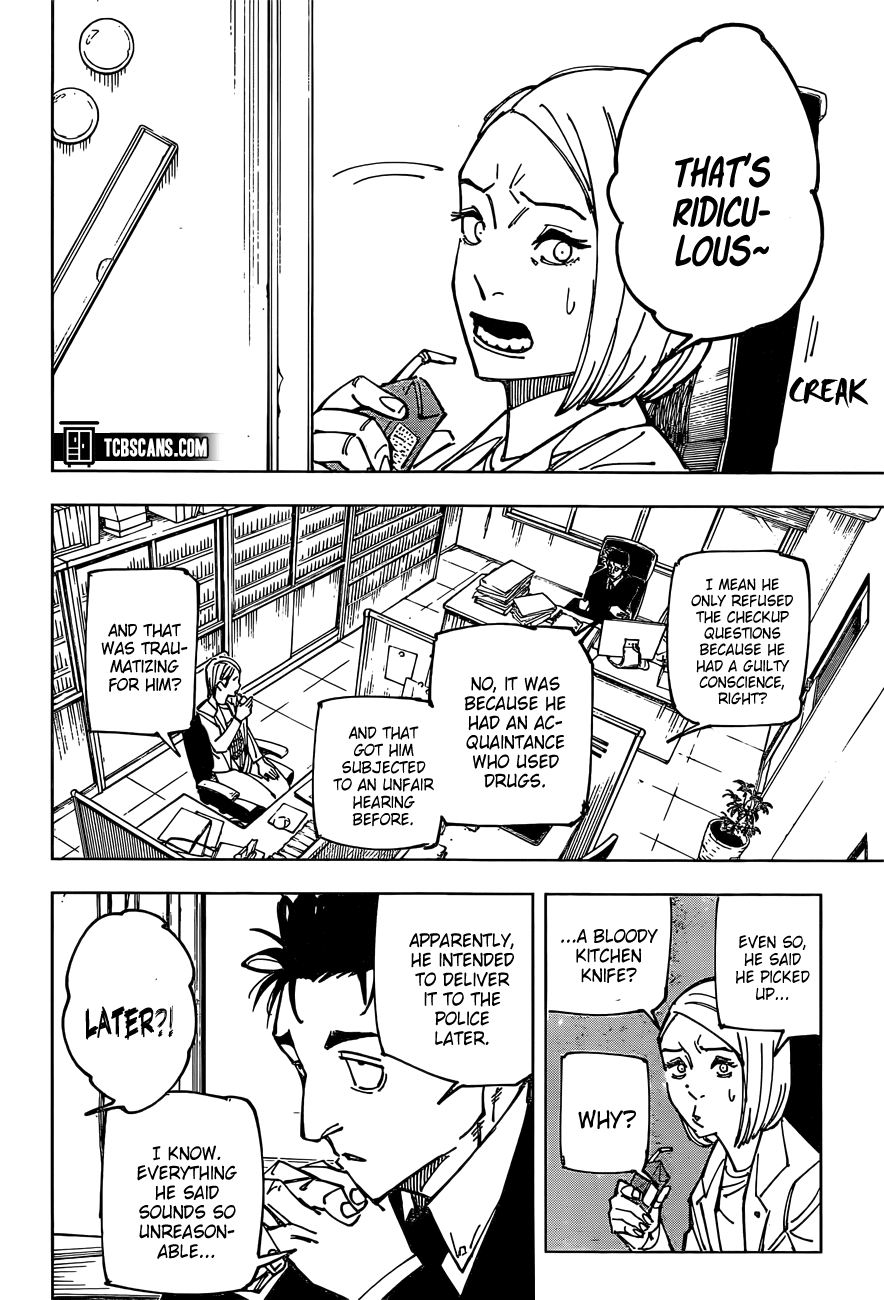 THAT'S
RIDICU-
LOUS~
CREAK
TCBSCANS.COM
I MEAN HE
ONLY REFUSED
THE CHECKUP
QUESTIONS
BECAUSE HE
HAD A GUILTY
CONSCIENCE,
RIGHT?
NO, IT WAS
BECAUSE HE
HAD AN AC-
QUAINTANCE
WHO USED
DRUGS.
AND THAT
GOT HIM
SUBJECTED
TO AN UNFAIR
HEARING
BEFORE.
AND THAT
WAS TRAU-
MATIZING
FOR HIM?
EVEN SO,
HE SAID
HE PICKED
UP...
...A BLOODY
KITCHEN
KNIFE?
WHY?
APPARENTLY,
HE INTENDED
TO DELIVER
IT TO THE
POLICE
LATER.
LATER?!
I KNOW.
EVERYTHING
HE SAID
SOUNDS SO
UNREASON-
ABLE...